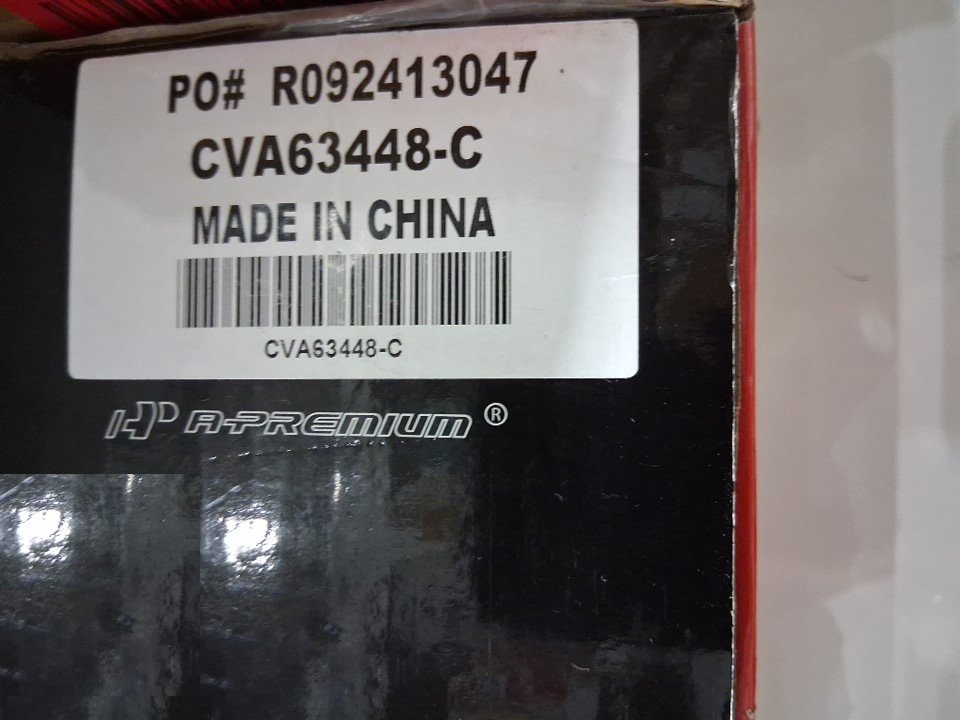 PO# R092413047
CVA63448-C
MADE IN CHINA
CVA63448-C
A-PREMIUM ®